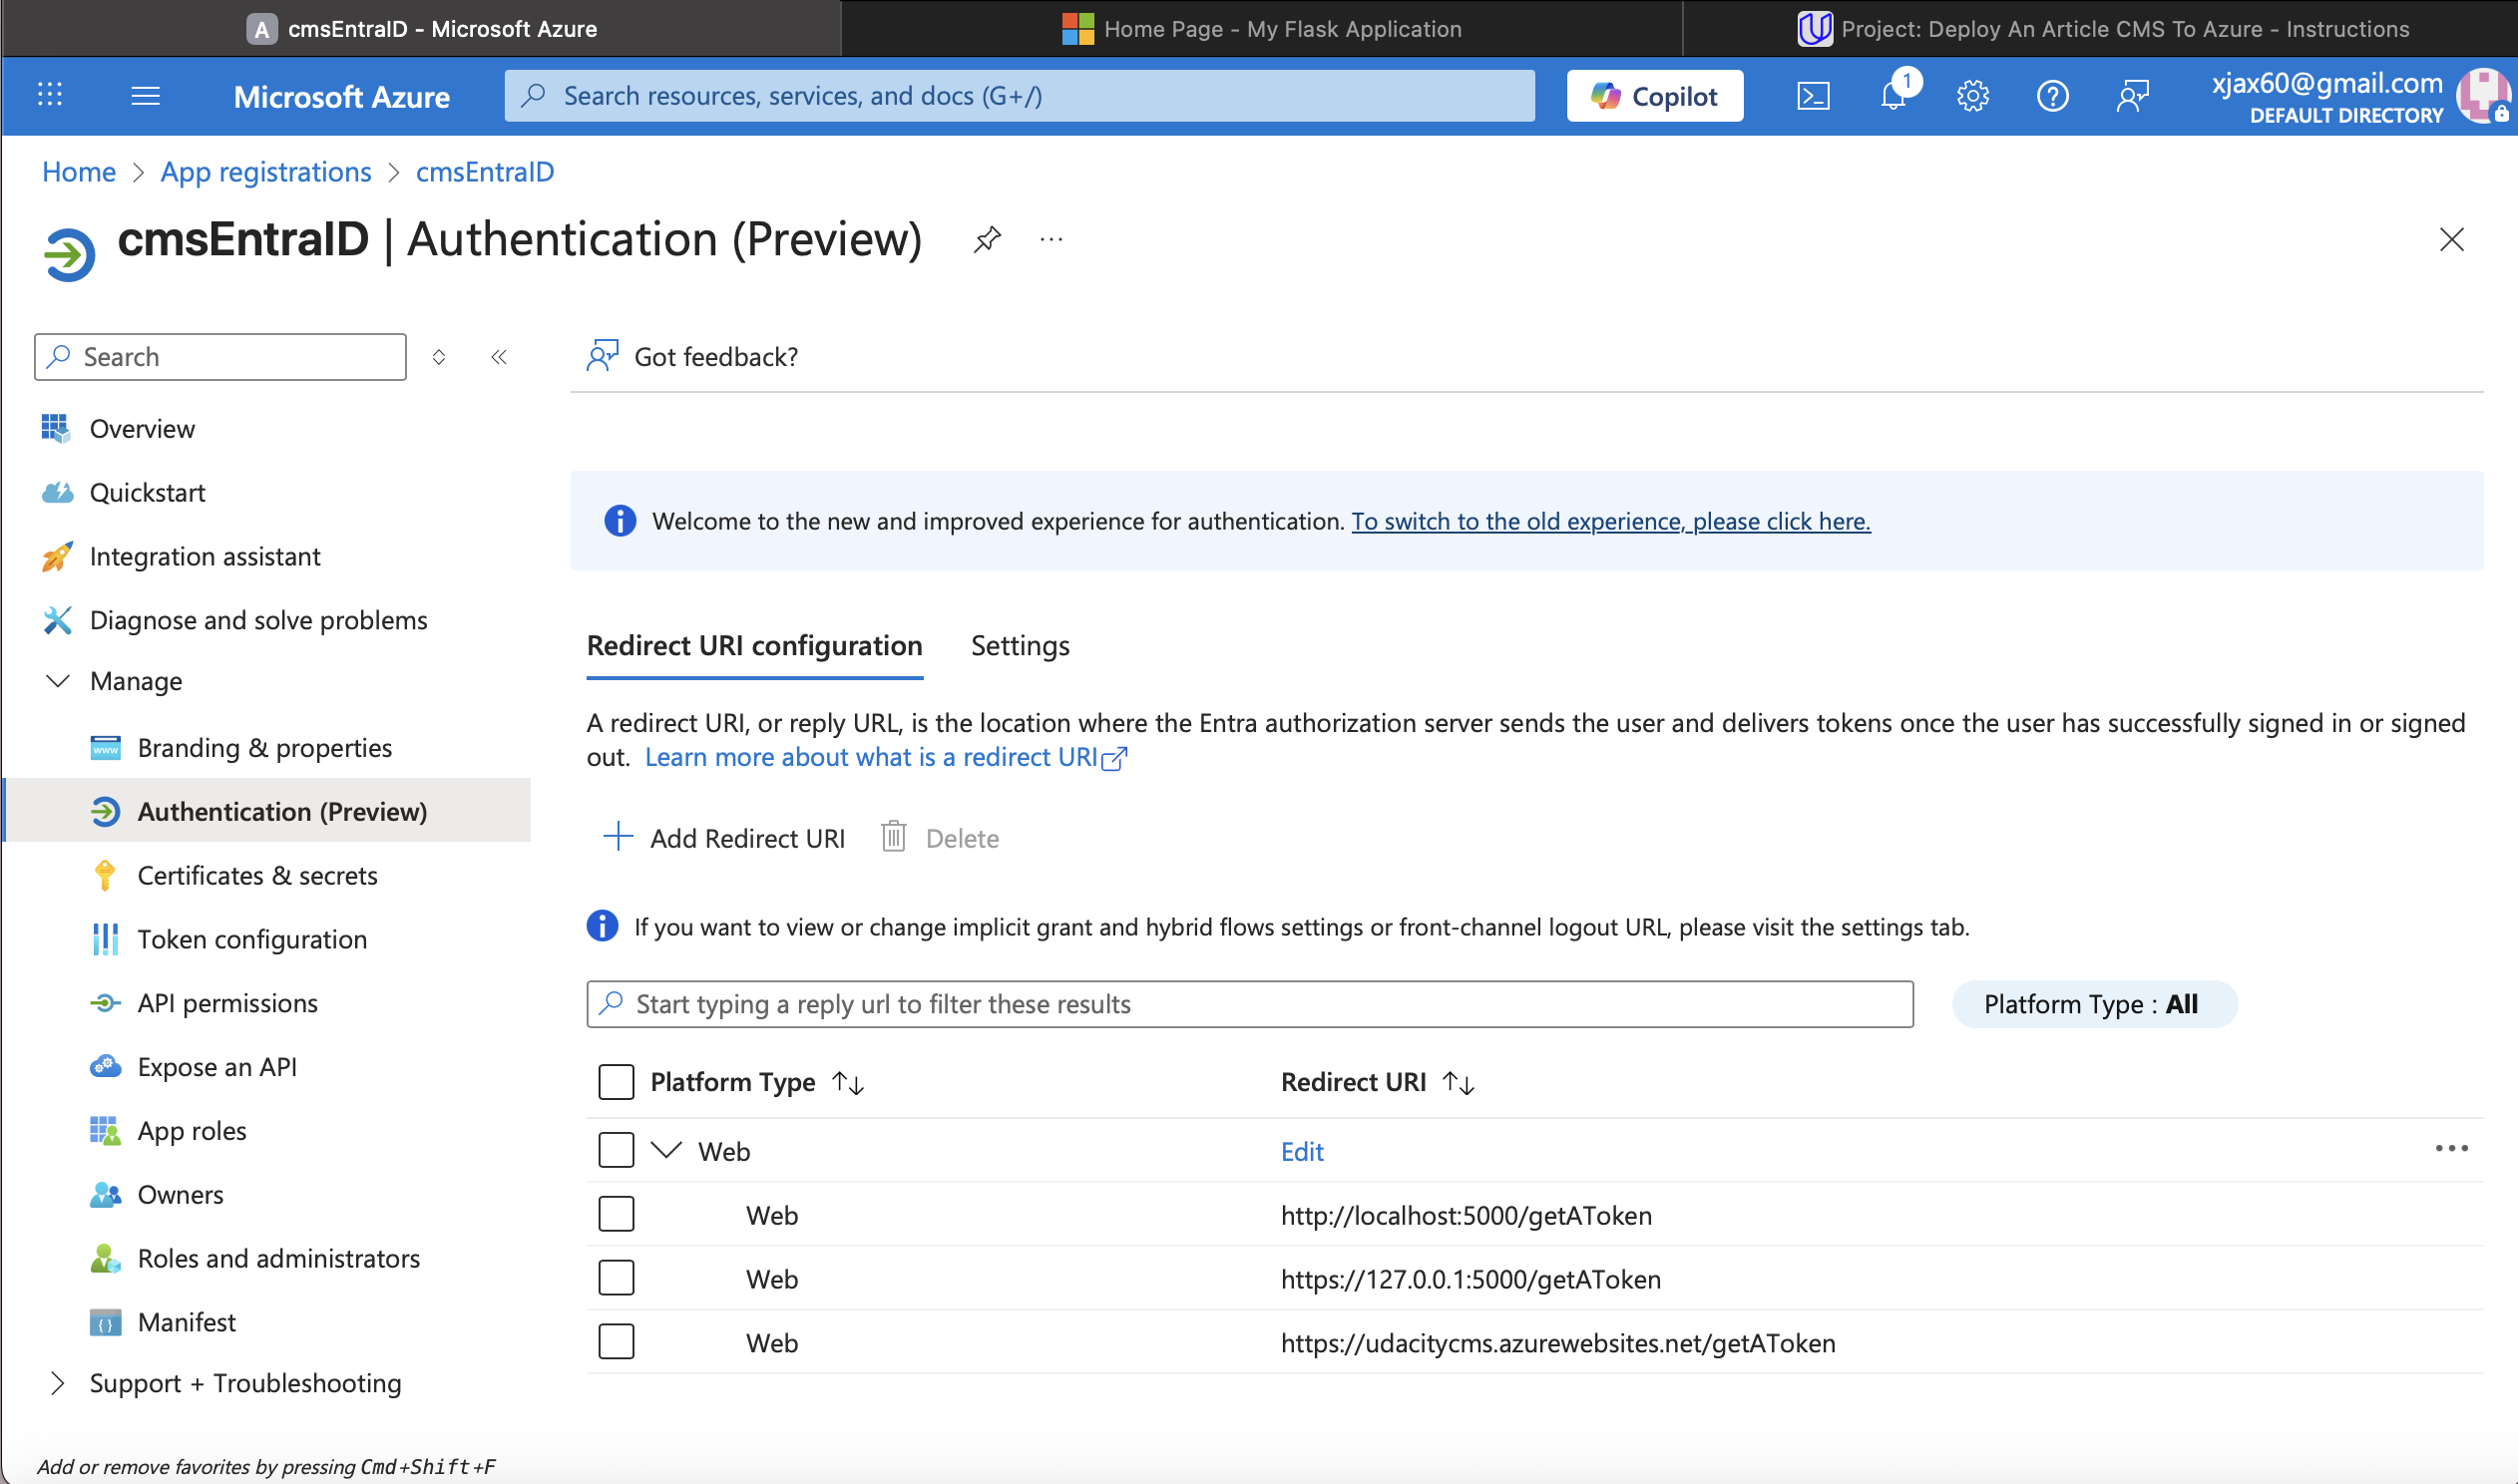 A cmsEntraID - Microsoft Azure
Home Page - My Flask Application
Project: Deploy An Article CMS To Azure - Instructions
Microsoft Azure
Search resources, services, and docs (G+/)
Copilot
1
xjax60@gmail.com
DEFAULT DIRECTORY
Home > App registrations > cmsEntraID
cmsEntraID | Authentication (Preview)
Search
Got feedback?
Overview
Quickstart
Integration assistant
Diagnose and solve problems
Manage
Branding & properties
Authentication (Preview)
Certificates & secrets
Token configuration
API permissions
Expose an API
App roles
Owners
Roles and administrators
Manifest
Support + Troubleshooting
Add or remove favorites by pressing Cmd+Shift+F
Welcome to the new and improved experience for authentication. To switch to the old experience, please click here.
Redirect URI configuration
Settings
A redirect URI, or reply URL, is the location where the Entra authorization server sends the user and delivers tokens once the user has successfully signed in or signed
out. Learn more about what is a redirect URI
Add Redirect URI
Delete
If you want to view or change implicit grant and hybrid flows settings or front-channel logout URL, please visit the settings tab.
Start typing a reply url to filter these results
Platform Type : All
Platform Type ↑↓ Redirect URI ↑↓
Web Edit
Web http://localhost:5000/getAToken
Web https://127.0.0.1:5000/getAToken
Web https://udacitycms.azurewebsites.net/getAToken